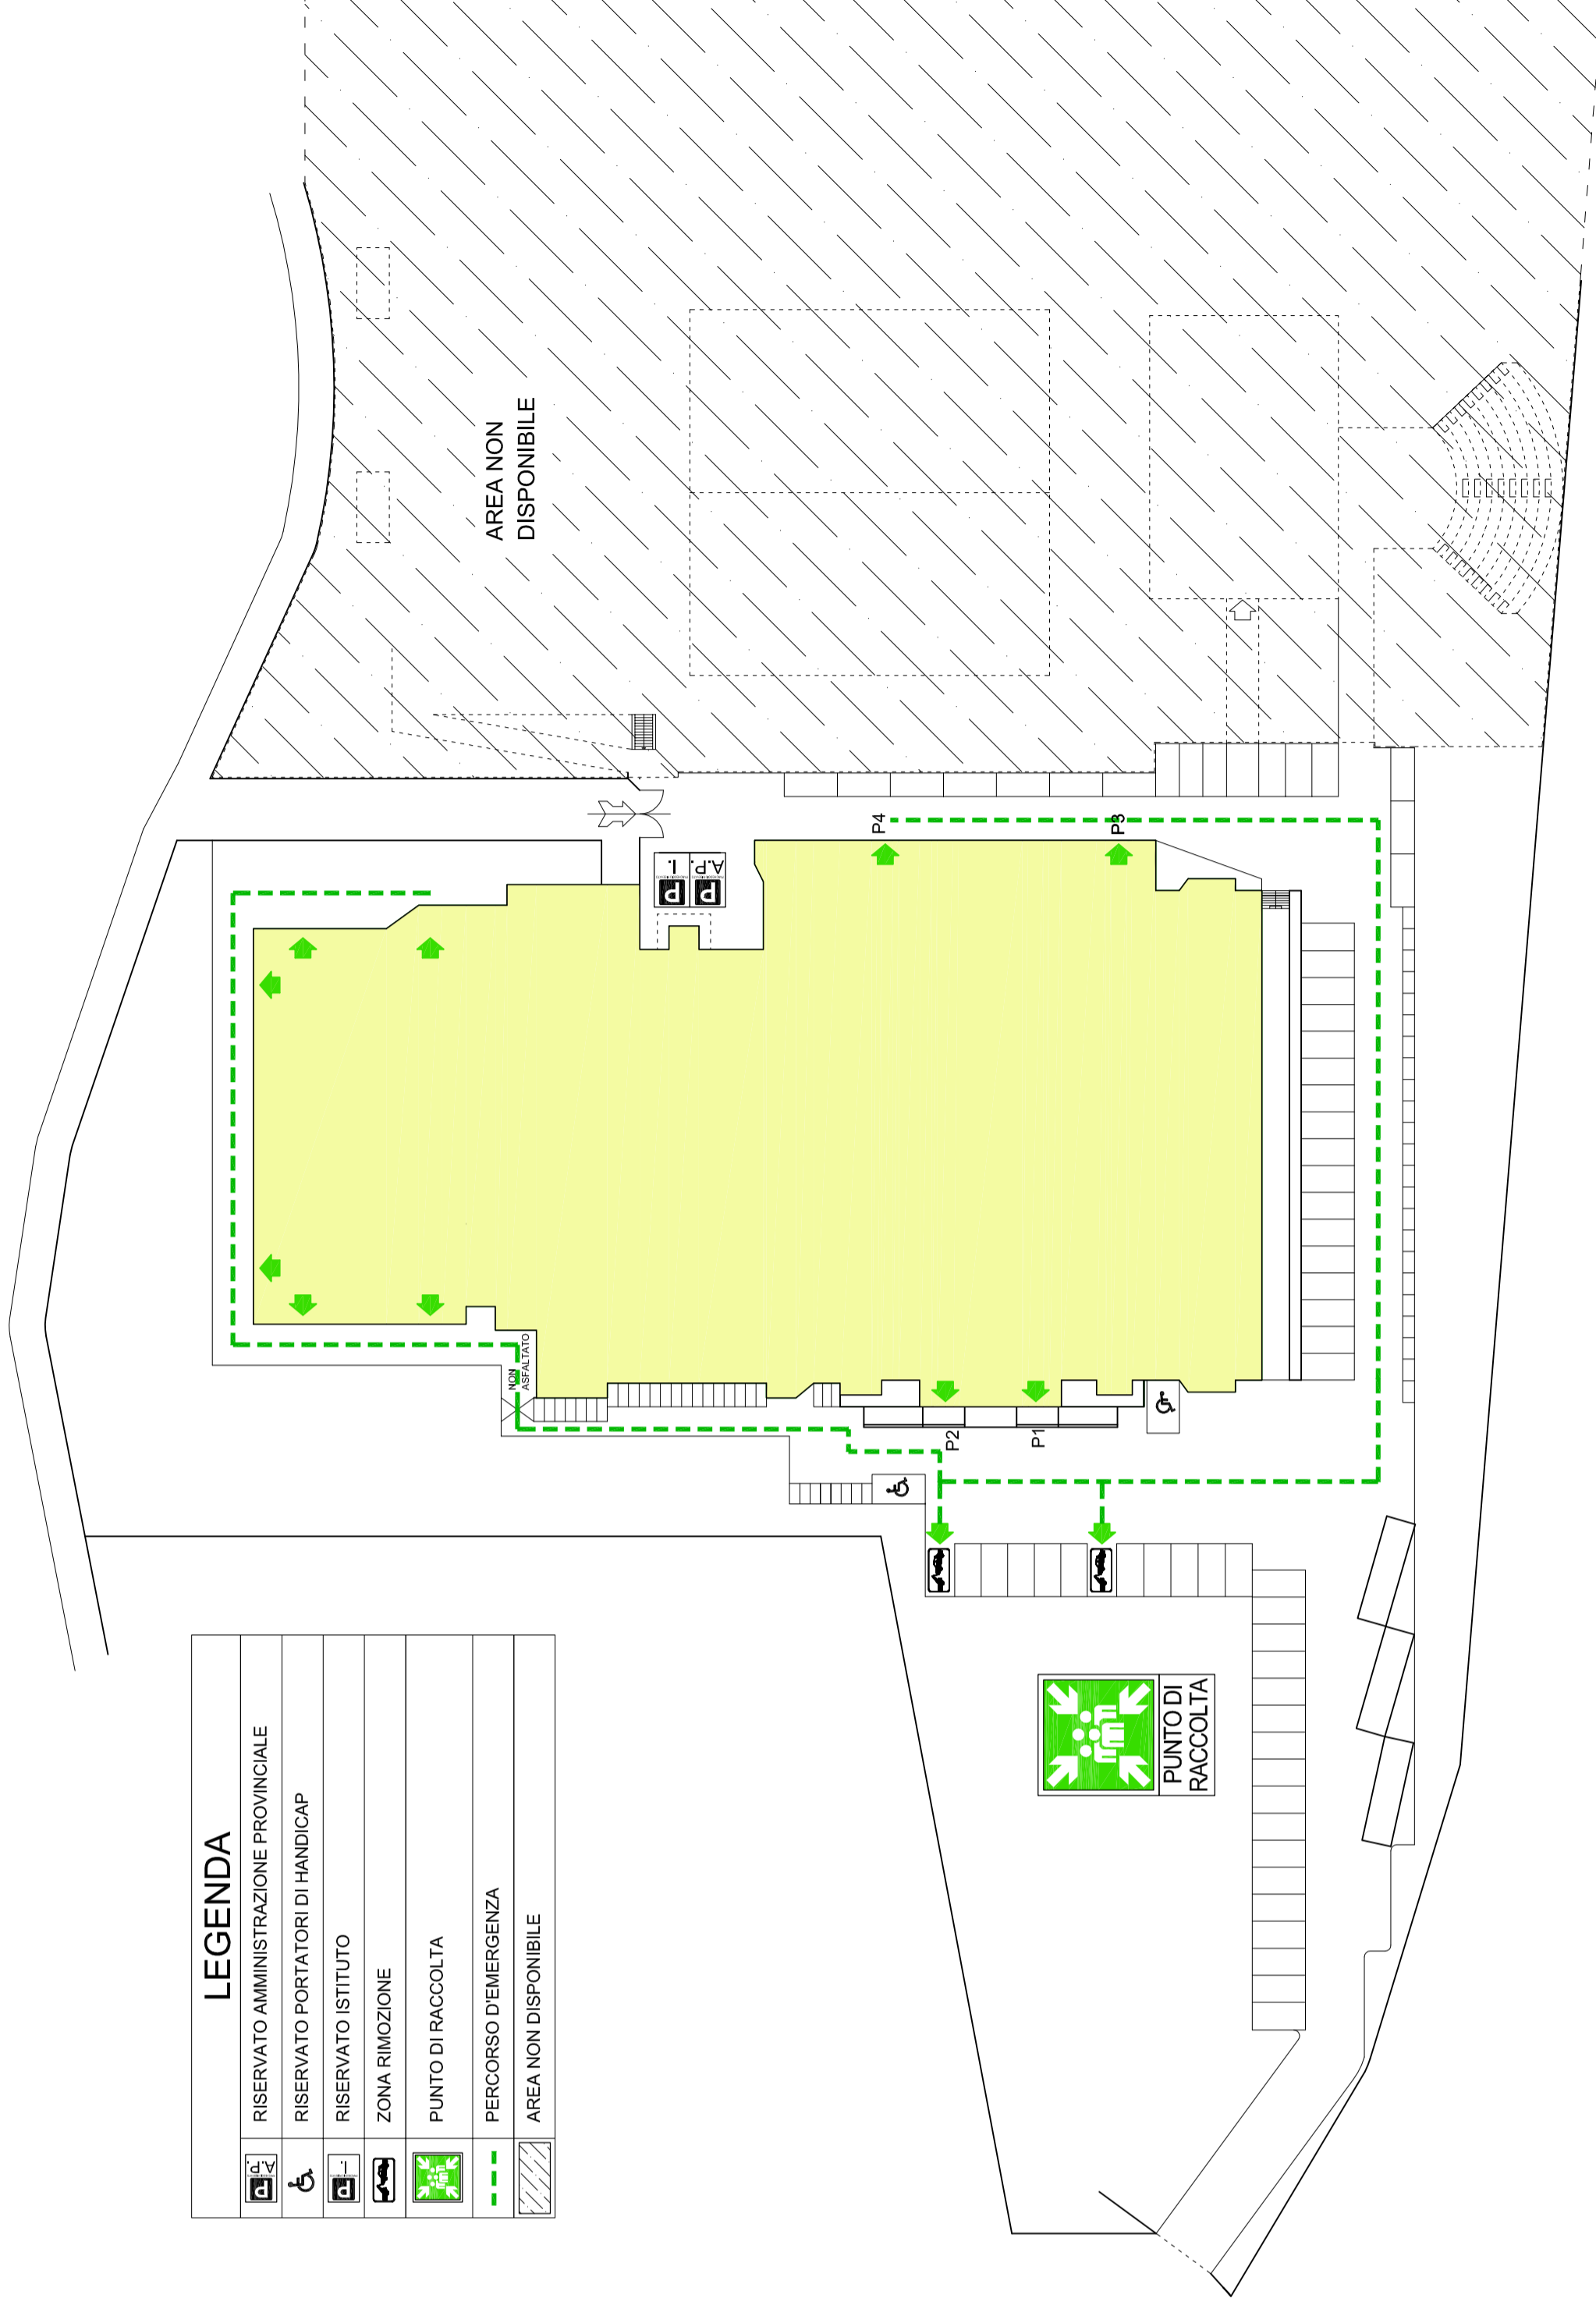 LEGENDA
A.P.
RISERVATO AMMINISTRAZIONE PROVINCIALE
RISERVATO PORTATORI DI HANDICAP
I.
RISERVATO ISTITUTO
ZONA RIMOZIONE
PUNTO DI RACCOLTA
PERCORSO D'EMERGENZA
AREA NON DISPONIBILE
AREA NON
DISPONIBILE
P
I.
P
A.P.
NON
ASFALTATO
P4
P3
P2
P1
PUNTO DI
RACCOLTA